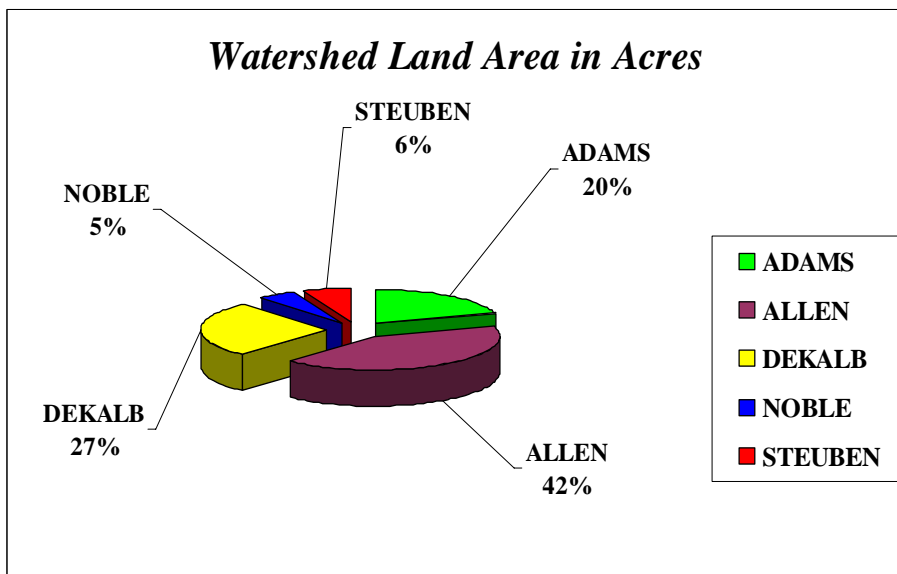 Watershed Land Area in Acres
STEUBEN
6%
ADAMS
20%
NOBLE
5%
DEKALB
27%
ALLEN
42%
ADAMS
ALLEN
DEKALB
NOBLE
STEUBEN